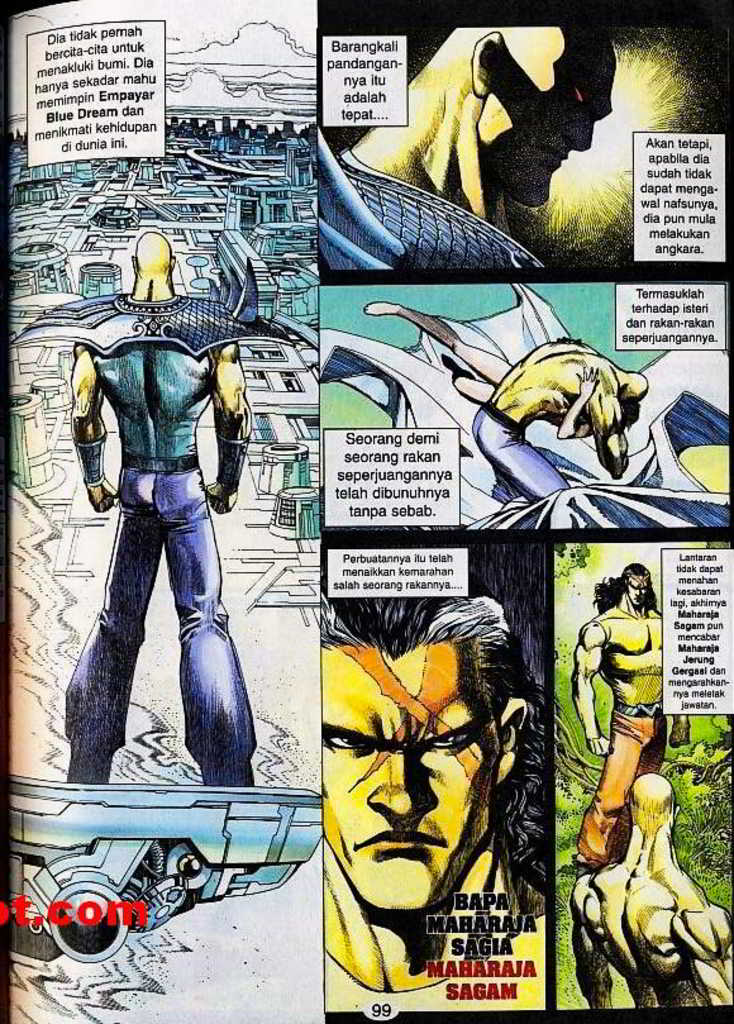 Dia tidak pernah
bercita-cita untuk
menakluki bumi. Dia
hanya sekadar mahu
memimpin Empayar
Blue Dream dan
menikmati kehidupan
di dunia ini.
Barangkali
pandangan-
nya itu
adalah
tepat....
Akan tetapi,
apabila dia
sudah tidak
dapat menga-
wal nafsunya,
dia pun mula
melakukan
angkara.
Termasuklah
terhadap isteri
dan rakan-rakan
seperjuangannya.
Seorang demi
seorang rakan
seperjuangannya
telah dibunuhnya
tanpa sebab.
Perbuatannya itu telah
menaikkan kemarahan
salah seorang rakannya....
BAPA
MAHARAJA
SAGIA
MAHARAJA
SAGAM
Lantaran
tidak dapat
menahan
kesabaran
lagi, akhirnya
Maharaja
Sagam pun
mencabar
Maharaja
Jerung
Gergasi dan
mengarahkan-
nya meletak
jawatan.
t.com
99